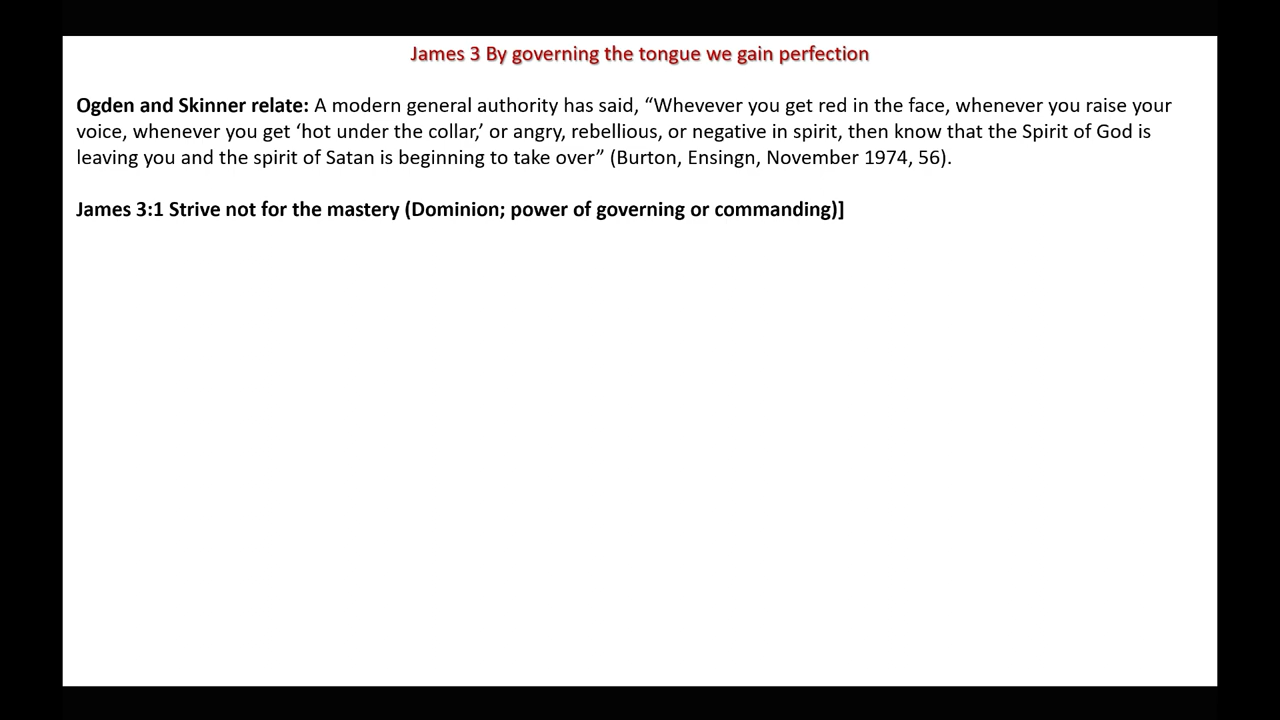 James 3 By governing the tongue we gain perfection
Ogden and Skinner relate: A modern general authority has said, “Whevever you get red in the face, whenever you raise your
voice, whenever you get ‘hot under the collar,’ or angry, rebellious, or negative in spirit, then know that the Spirit of God is
leaving you and the spirit of Satan is beginning to take over” (Burton, Ensingn, November 1974, 56).
James 3:1 Strive not for the mastery (Dominion; power of governing or commanding)]